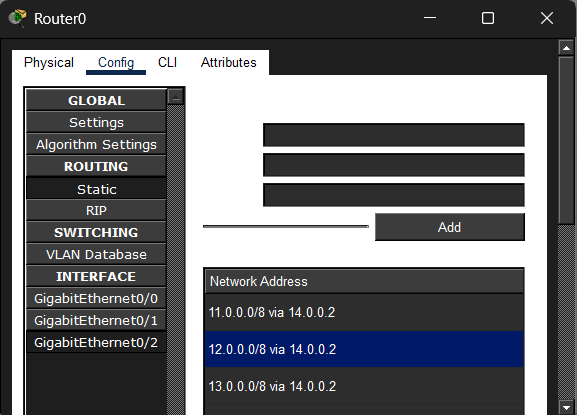 Router0
Physical Config CLI Attributes
GLOBAL
Settings
Algorithm Settings
ROUTING
Static
RIP
SWITCHING
VLAN Database
INTERFACE
GigabitEthernet0/0
GigabitEthernet0/1
GigabitEthernet0/2
Add
Network Address
11.0.0.0/8 via 14.0.0.2
12.0.0.0/8 via 14.0.0.2
13.0.0.0/8 via 14.0.0.2